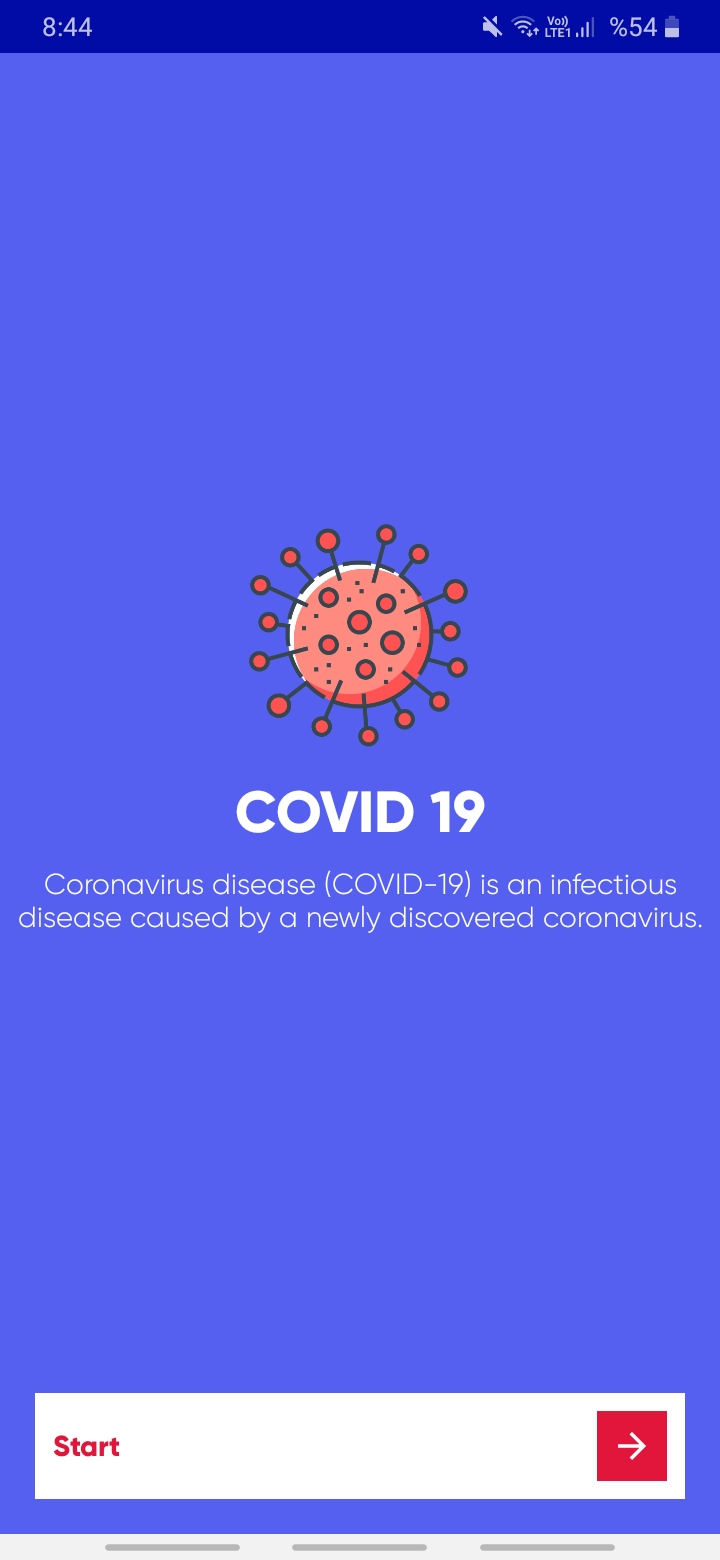 8:44
Vo))
LTE1
%54
COVID 19
Coronavirus disease (COVID-19) is an infectious
disease caused by a newly discovered coronavirus.
Start